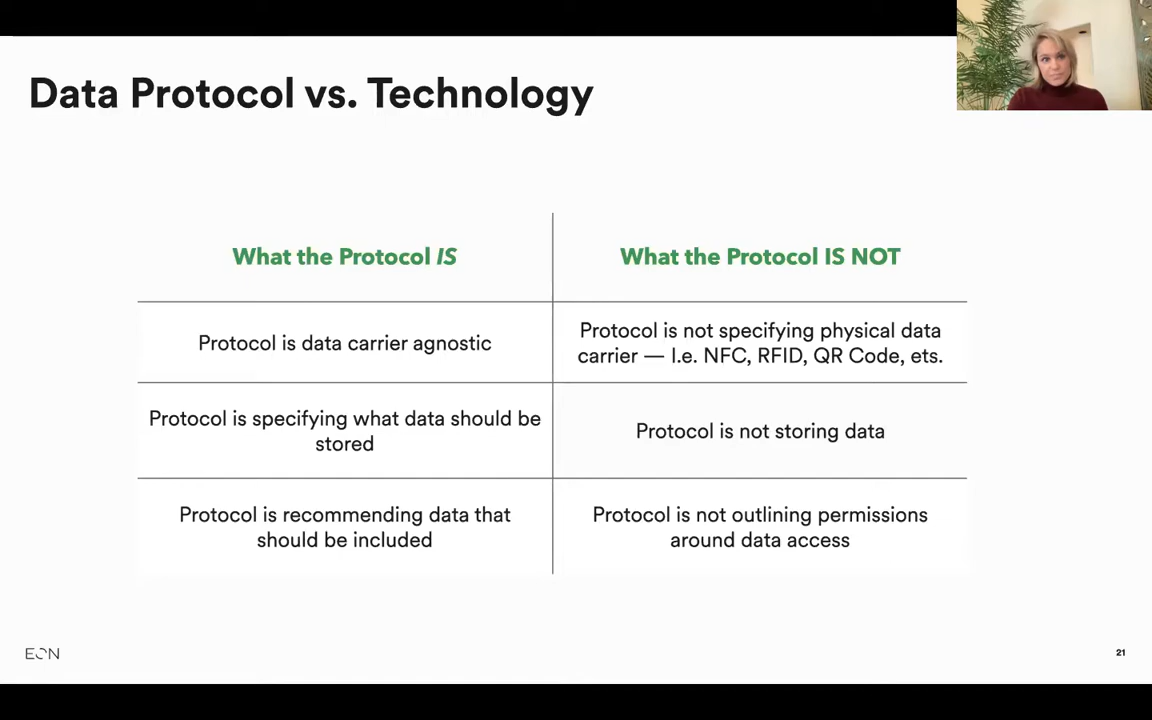 Data Protocol vs. Technology
What the Protocol IS
What the Protocol IS NOT
Protocol is data carrier agnostic
Protocol is not specifying physical data
carrier — I.e. NFC, RFID, QR Code, ets.
Protocol is specifying what data should be
stored
Protocol is not storing data
Protocol is recommending data that
should be included
Protocol is not outlining permissions
around data access
EON
21